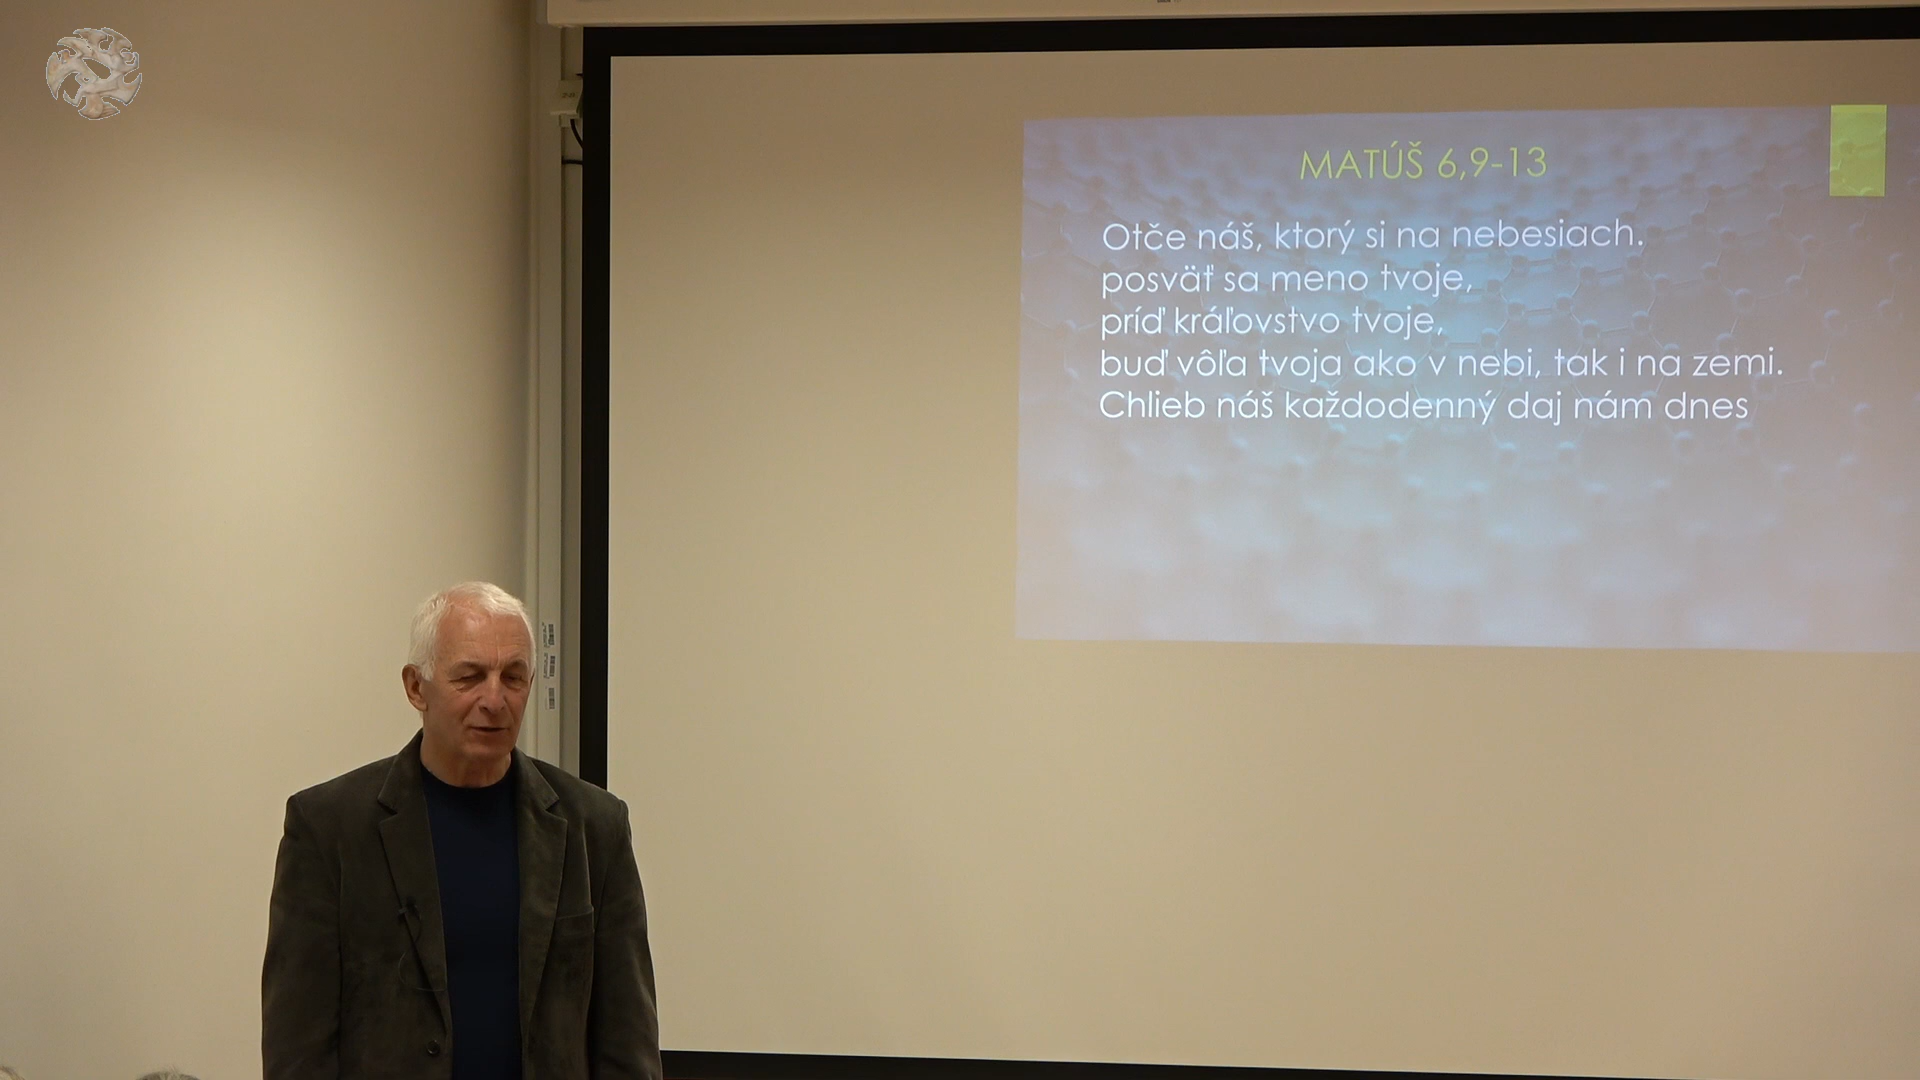 MATÚŠ 6,9-13
Otče náš, ktorý si na nebesiach.
posväť sa meno tvoje,
príď kráľovstvo tvoje,
buď vôľa tvoja ako v nebi, tak i na zemi.
Chlieb náš každodenný daj nám dnes